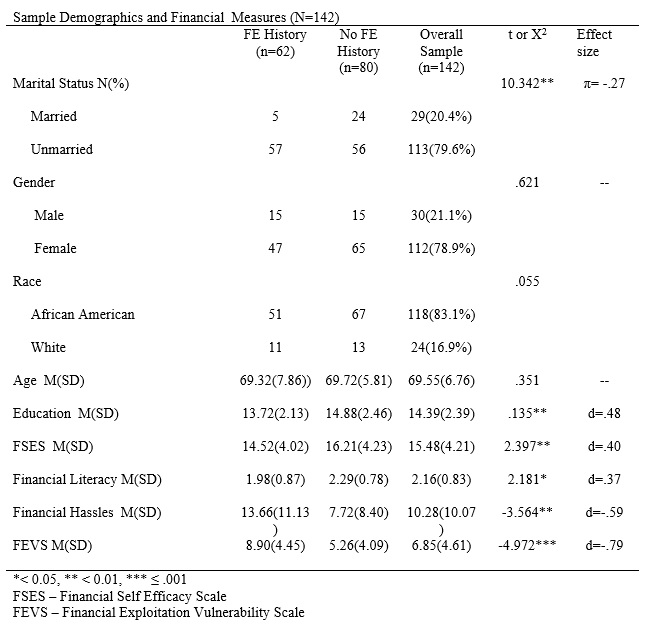 Sample Demographics and Financial Measures (N=142)
FE History (n=62) No FE History (n=80) Overall Sample (n=142) t or X² Effect size
Marital Status N(%) 10.342** π= -.27
Married 5 24 29(20.4%)
Unmarried 57 56 113(79.6%)
Gender .621 --
Male 15 15 30(21.1%)
Female 47 65 112(78.9%)
Race .055
African American 51 67 118(83.1%)
White 11 13 24(16.9%)
Age M(SD) 69.32(7.86)) 69.72(5.81) 69.55(6.76) .351 --
Education M(SD) 13.72(2.13) 14.88(2.46) 14.39(2.39) .135** d=.48
FSES M(SD) 14.52(4.02) 16.21(4.23) 15.48(4.21) 2.397** d=.40
Financial Literacy M(SD) 1.98(0.87) 2.29(0.78) 2.16(0.83) 2.181* d=.37
Financial Hassles M(SD) 13.66(11.13) 7.72(8.40) 10.28(10.07) -3.564** d=-.59
FEVS M(SD) 8.90(4.45) 5.26(4.09) 6.85(4.61) -4.972*** d=-.79
*< 0.05, ** < 0.01, *** ≤ .001
FSES – Financial Self Efficacy Scale
FEVS – Financial Exploitation Vulnerability Scale